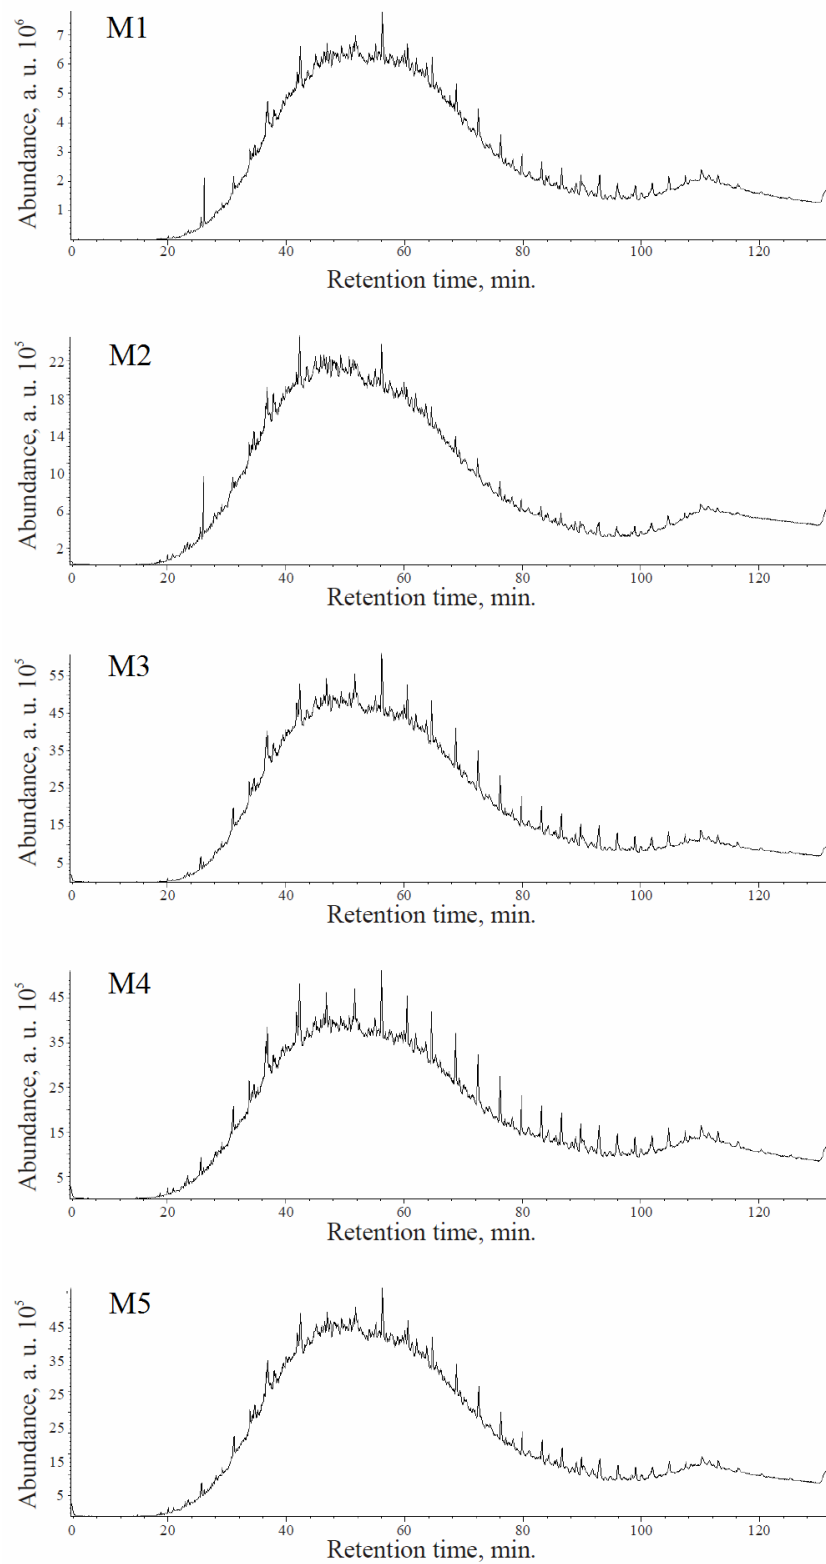 M1
Abundance, a. u. 10⁶
7
6
5
4
3
2
1
0 20 40 60 80 100 120
Retention time, min.
M2
Abundance, a. u. 10⁵
22
18
14
10
6
2
0 20 40 60 80 100 120
Retention time, min.
M3
Abundance, a. u. 10⁵
55
45
35
25
15
5
0 20 40 60 80 100 120
Retention time, min.
M4
Abundance, a. u. 10⁵
45
35
25
15
5
0 20 40 60 80 100 120
Retention time, min.
M5
Abundance, a. u. 10⁵
45
35
25
25
15
5
0 20 40 60 80 100 120
Retention time, min.